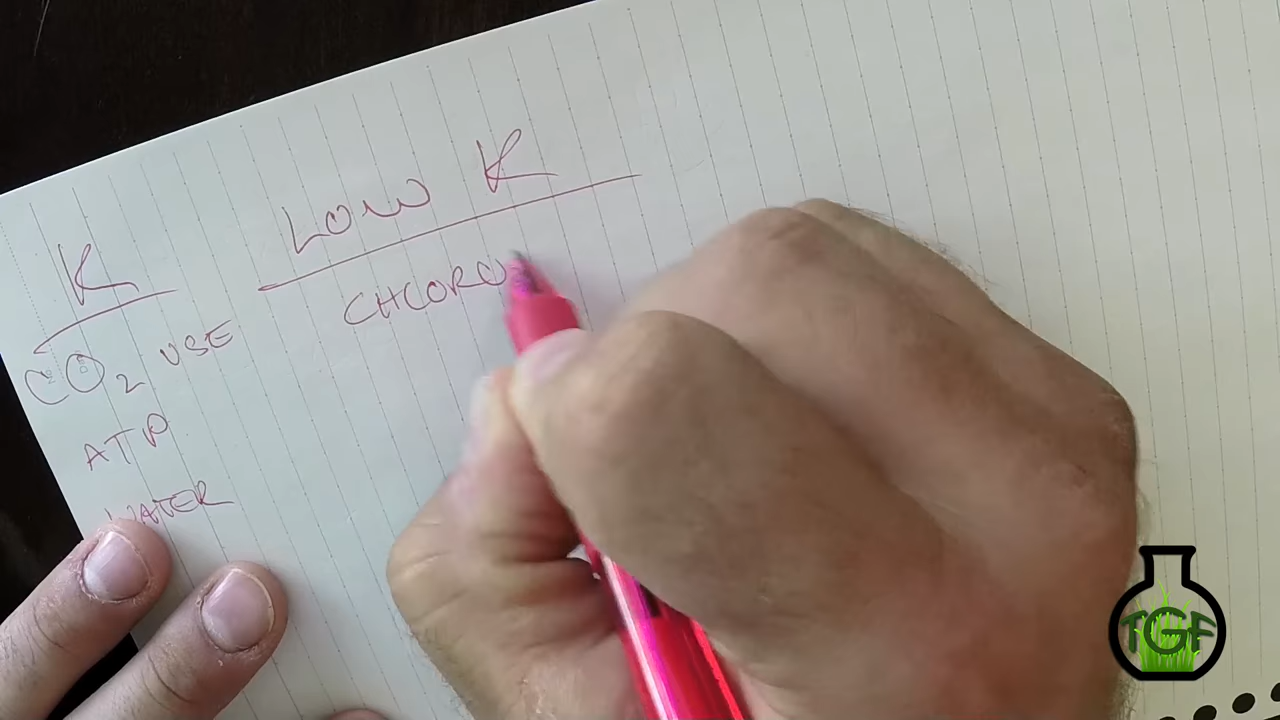 K
CO2 USE
ATP
WATER
LOW K
CHLORO
TGF